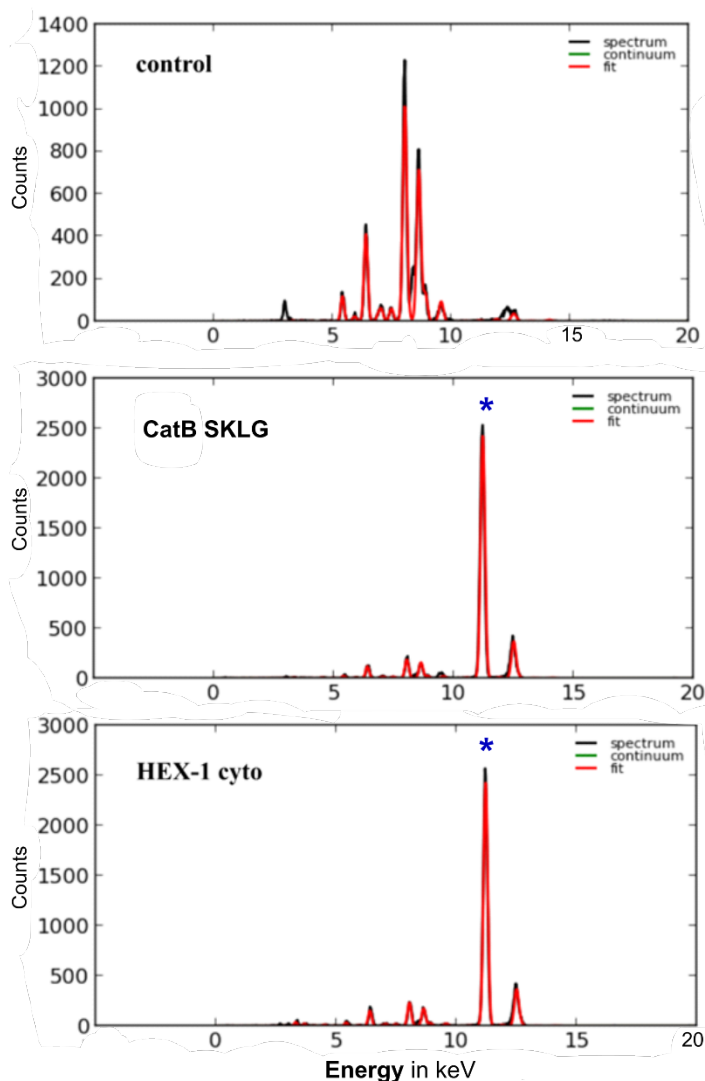 1400
1200
1000
800
600
400
200
0
Counts
control
spectrum
continuum
fit
0 5 10 15 20
3000
2500
2000
1500
1000
500
0
Counts
CatB SKLG
*
spectrum
continuum
fit
0 5 10 15 20
3000
2500
2000
1500
1000
500
0
Counts
HEX-1 cyto
*
spectrum
continuum
fit
0 5 10 15 20
Energy in keV